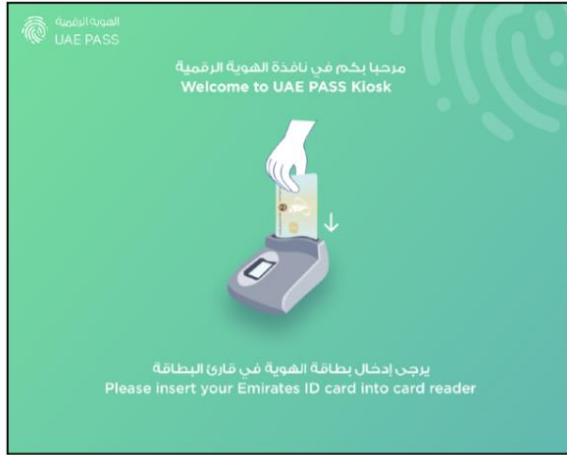 الهوية الرقمية
UAE PASS
مرحبا بكم في نافذة الهوية الرقمية
Welcome to UAE PASS Kiosk
يرجى إدخال بطاقة الهوية في قارئ البطاقة
Please insert your Emirates ID card into card reader